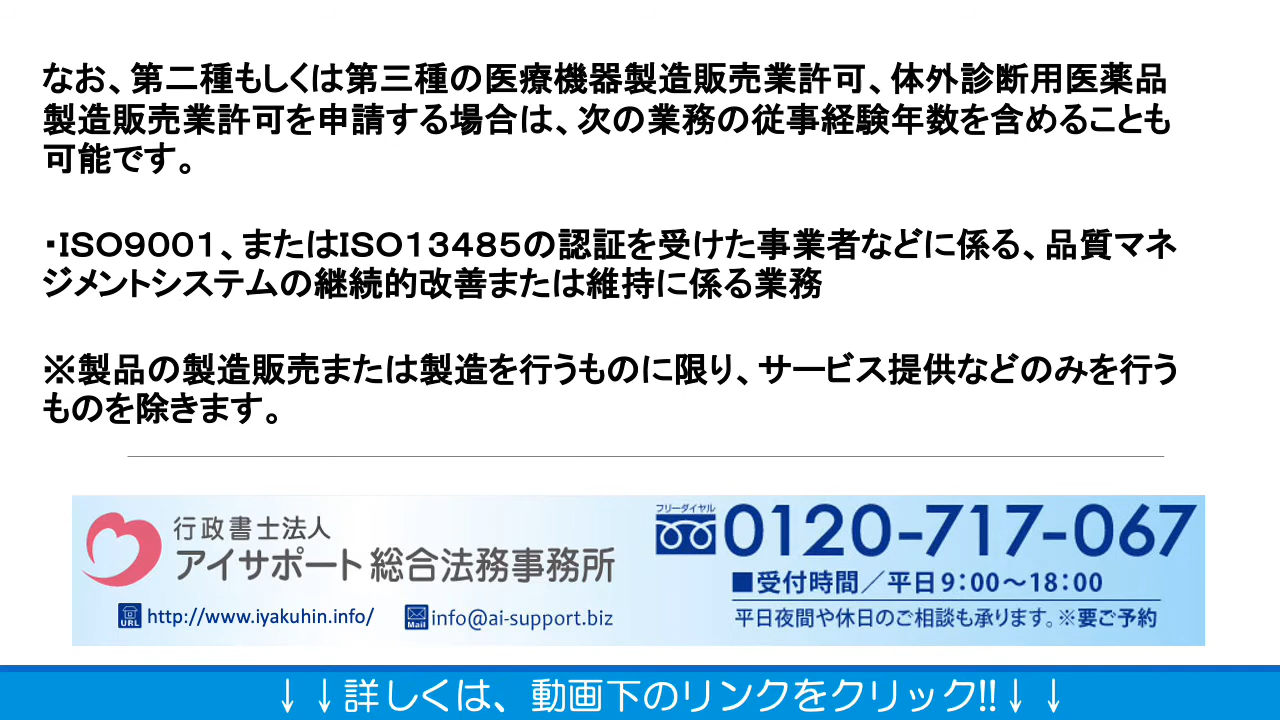 なお、第二種もしくは第三種の医療機器製造販売業許可、体外診断用医薬品
製造販売業許可を申請する場合は、次の業務の従事経験年数を含めることも
可能です。
・ISO9001、またはISO13485の認証を受けた事業者などに係る、品質マネ
ジメントシステムの継続的改善または維持に係る業務
※製品の製造販売または製造を行うものに限り、サービス提供などのみを行う
ものを除きます。
行政書士法人
アイサポート 総合法務事務所
URL http://www.iyakuhin.info/
Mail info@ai-support.biz
フリーダイヤル
0120-717-067
■受付時間／平日9:00～18:00
平日夜間や休日のご相談も承ります。※要ご予約
↓↓詳しくは、動画下のリンクをクリック!!↓↓